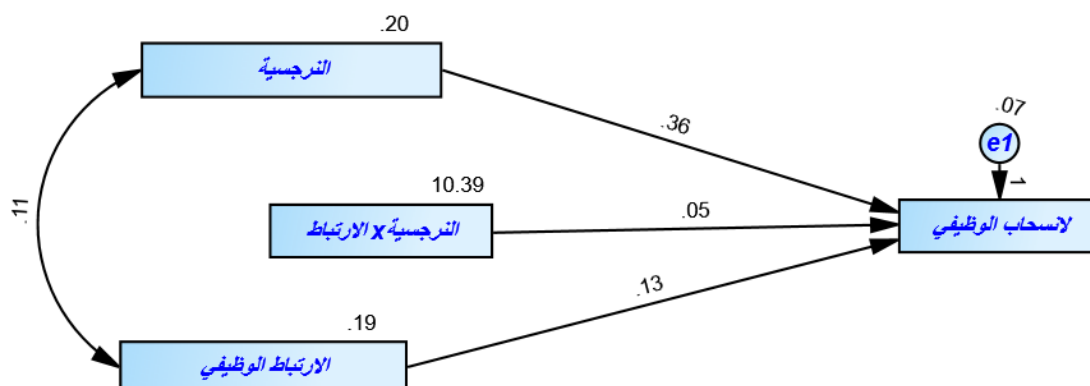 .20
النرجسية
.36
.07
e1
1
.11
10.39
النرجسية x الارتباط
.05
لانسحاب الوظيفي
.13
.19
الارتباط الوظيفي